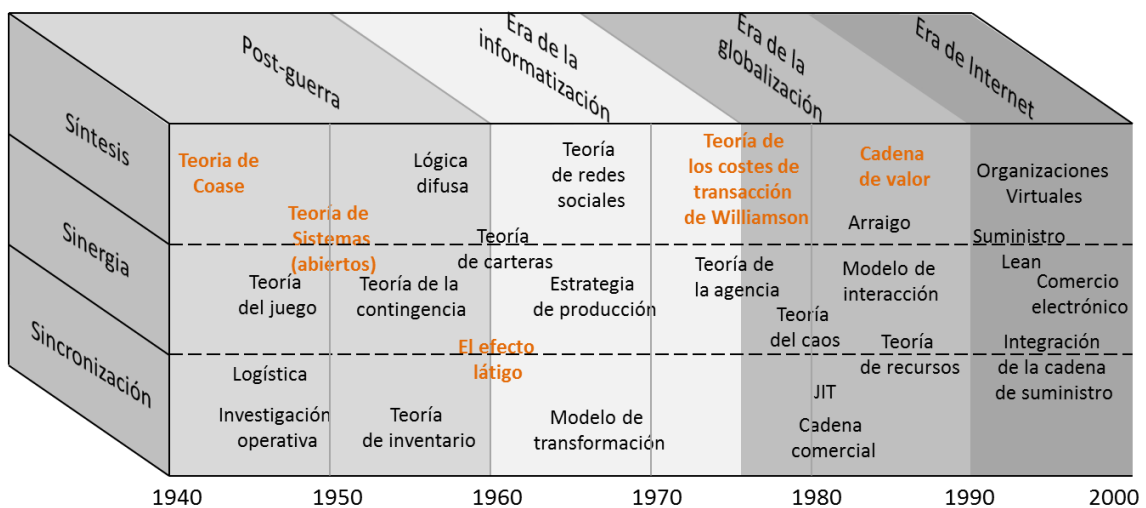 Post-guerra
Era de la
informatización
Era de la
globalización
Era de Internet
Síntesis
Sinergia
Sincronización
Teoria de
Coase
Lógica
difusa
Teoría
de redes
sociales
Teoría de
los costes de
transacción
de Williamson
Cadena
de valor
Organizaciones
Virtuales
Teoría de
Sistemas
(abiertos)
Teoría
de carteras
Arraigo
Suministro
Lean
Teoría
del juego
Teoría de la
contingencia
Estrategia
de producción
Teoría de
la agencia
Modelo de
interacción
Comercio
electrónico
Teoría
del caos
El efecto
látigo
Teoría
de recursos
Integración
de la cadena
de suministro
Logística
JIT
Investigación
operativa
Teoría
de inventario
Modelo de
transformación
Cadena
comercial
1940
1950
1960
1970
1980
1990
2000